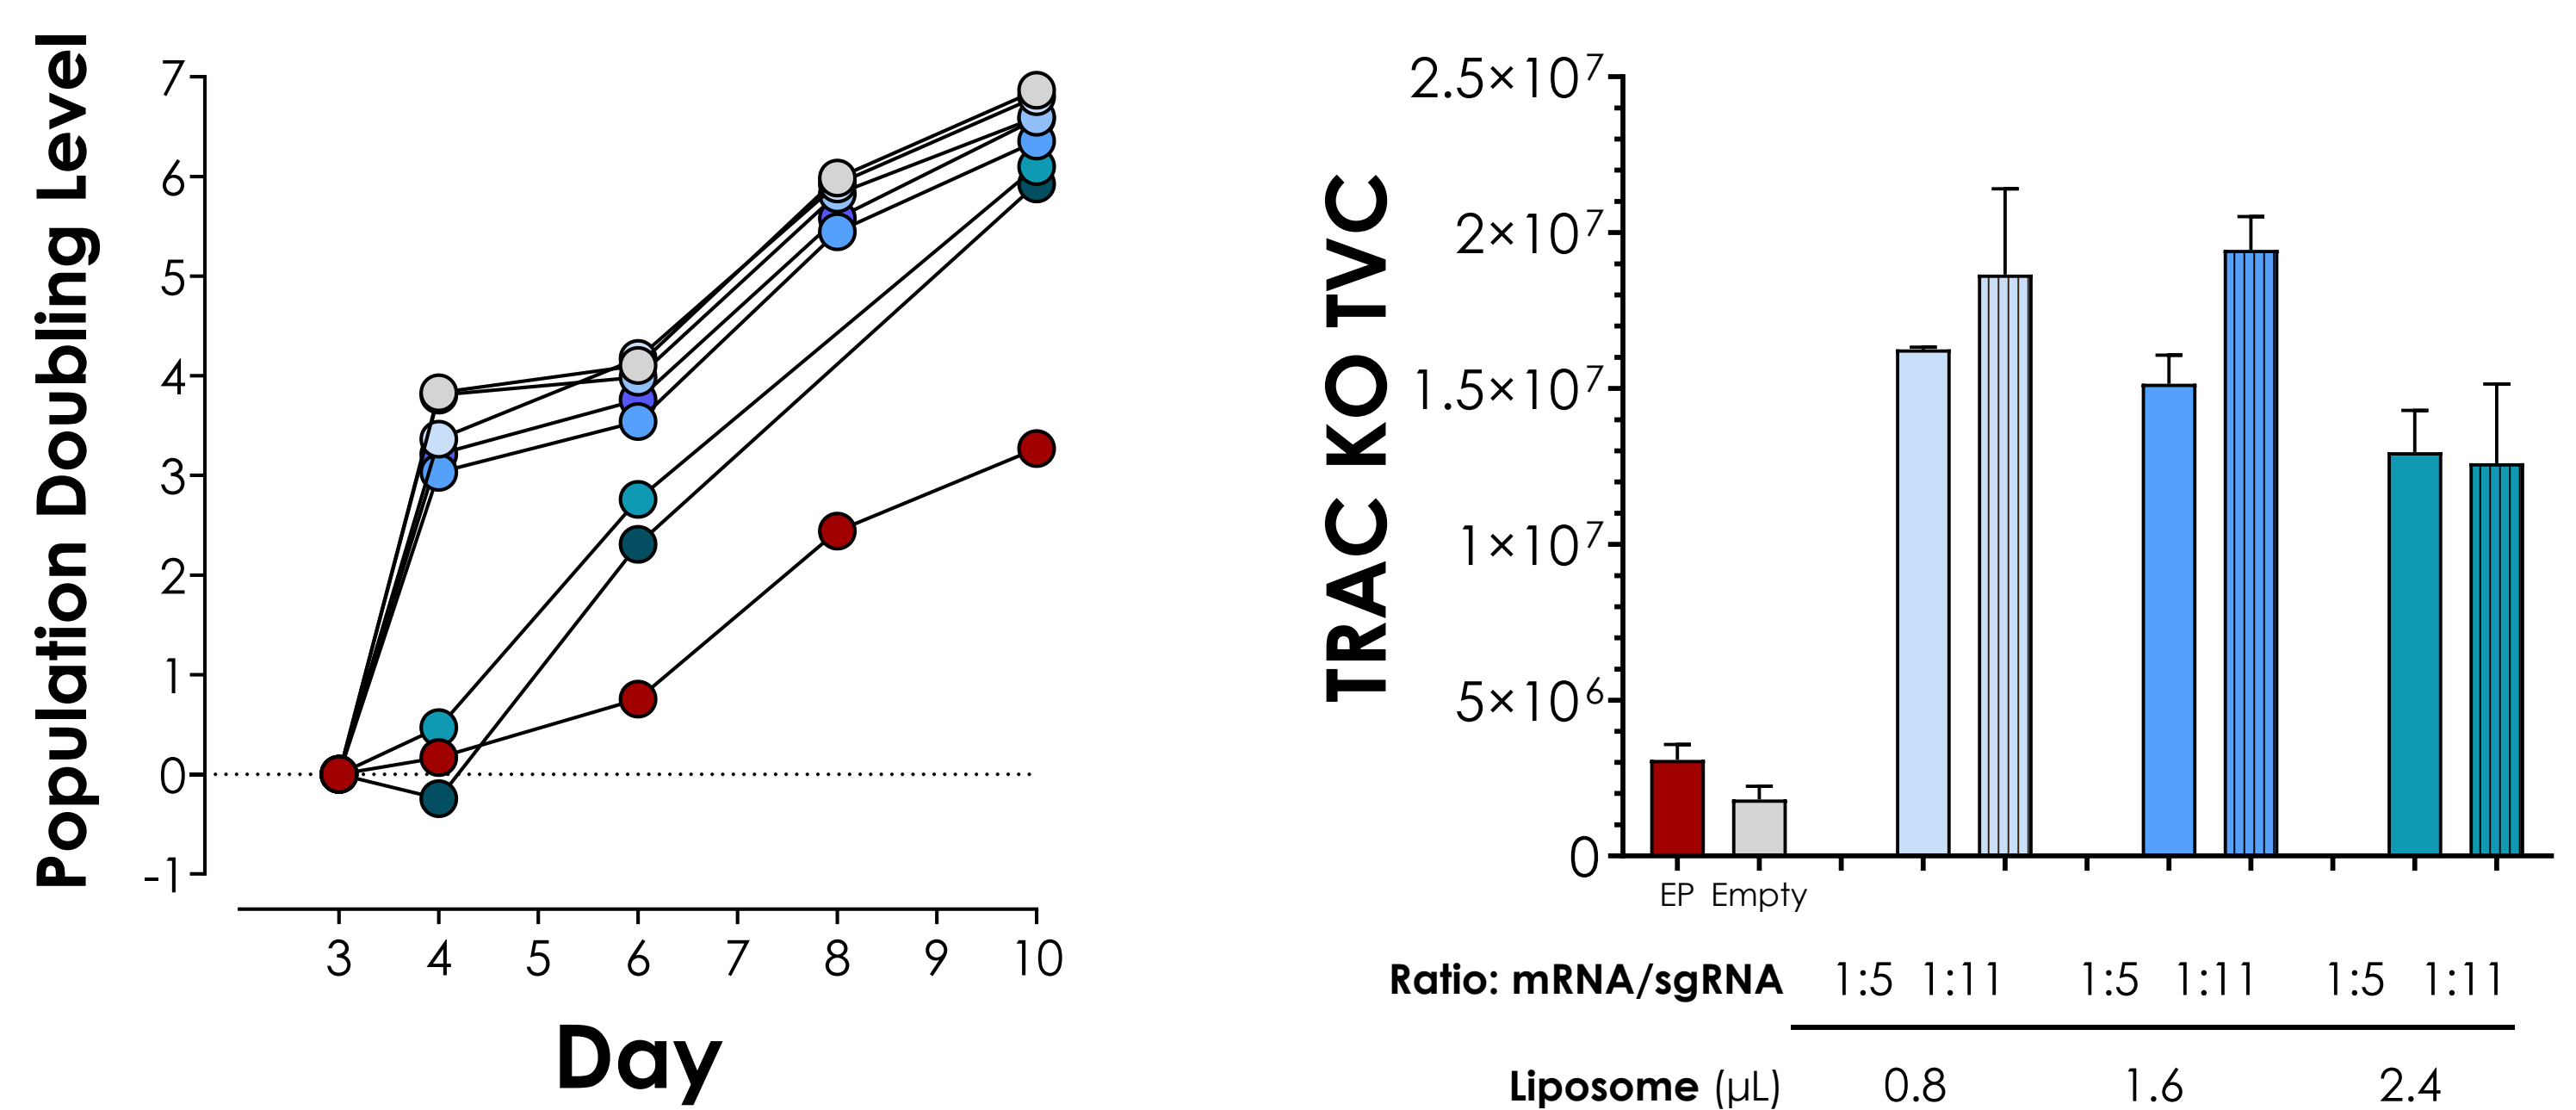 Population Doubling Level
7
6
5
4
3
2
1
0
-1
3 4 5 6 7 8 9 10
Day
TRAC KO TVC
2.5×10⁷
2×10⁷
1.5×10⁷
1×10⁷
5×10⁶
0
EP Empty
Ratio: mRNA/sgRNA 1:5 1:11 1:5 1:11 1:5 1:11
Liposome (µL) 0.8 1.6 2.4